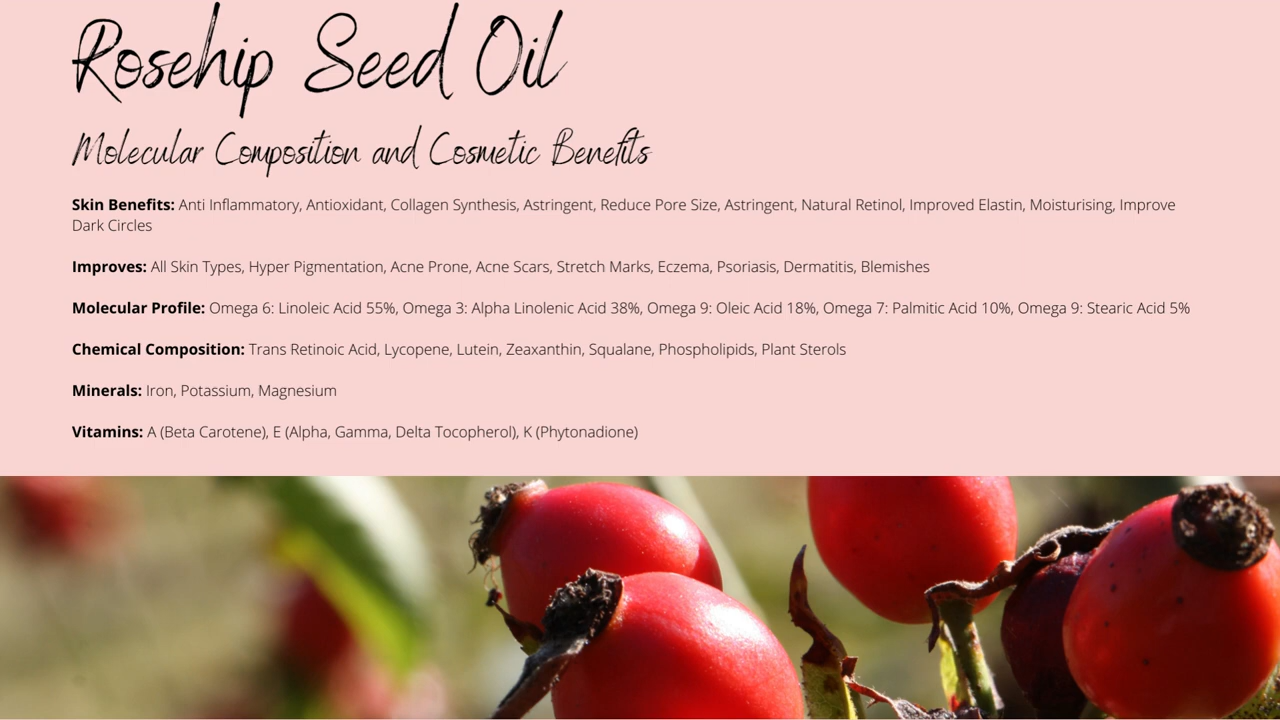 Rosehip Seed Oil
Molecular Composition and Cosmetic Benefits
Skin Benefits: Anti Inflammatory, Antioxidant, Collagen Synthesis, Astringent, Reduce Pore Size, Astringent, Natural Retinol, Improved Elastin, Moisturising, Improve
Dark Circles
Improves: All Skin Types, Hyper Pigmentation, Acne Prone, Acne Scars, Stretch Marks, Eczema, Psoriasis, Dermatitis, Blemishes
Molecular Profile: Omega 6: Linoleic Acid 55%, Omega 3: Alpha Linolenic Acid 38%, Omega 9: Oleic Acid 18%, Omega 7: Palmitic Acid 10%, Omega 9: Stearic Acid 5%
Chemical Composition: Trans Retinoic Acid, Lycopene, Lutein, Zeaxanthin, Squalane, Phospholipids, Plant Sterols
Minerals: Iron, Potassium, Magnesium
Vitamins: A (Beta Carotene), E (Alpha, Gamma, Delta Tocopherol), K (Phytonadione)